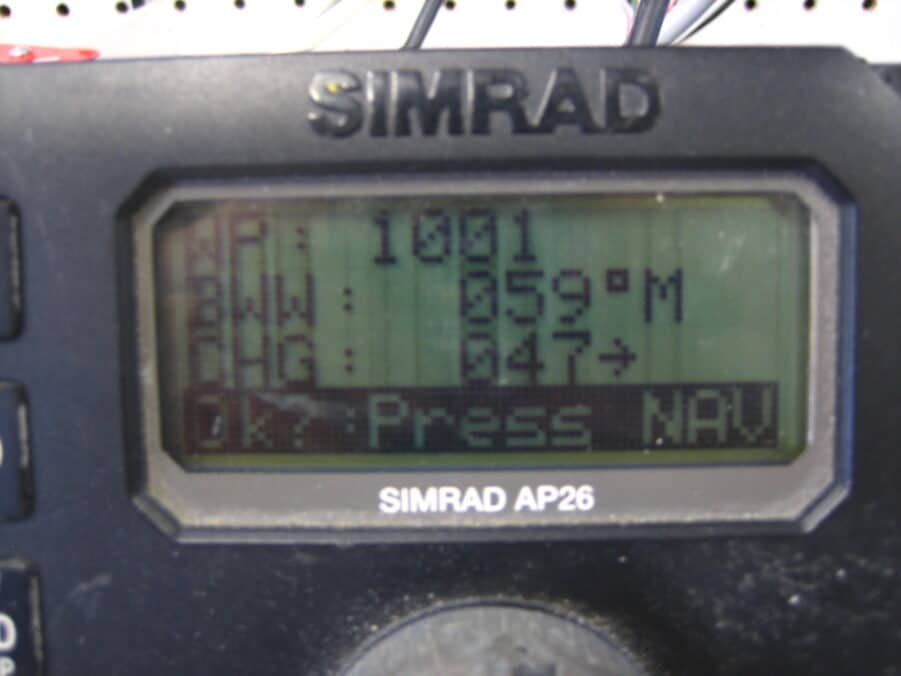 SIMRAD
WP: 1001
BWW: 059°M
CHG: 047→
Ok?:Press NAV
SIMRAD AP26